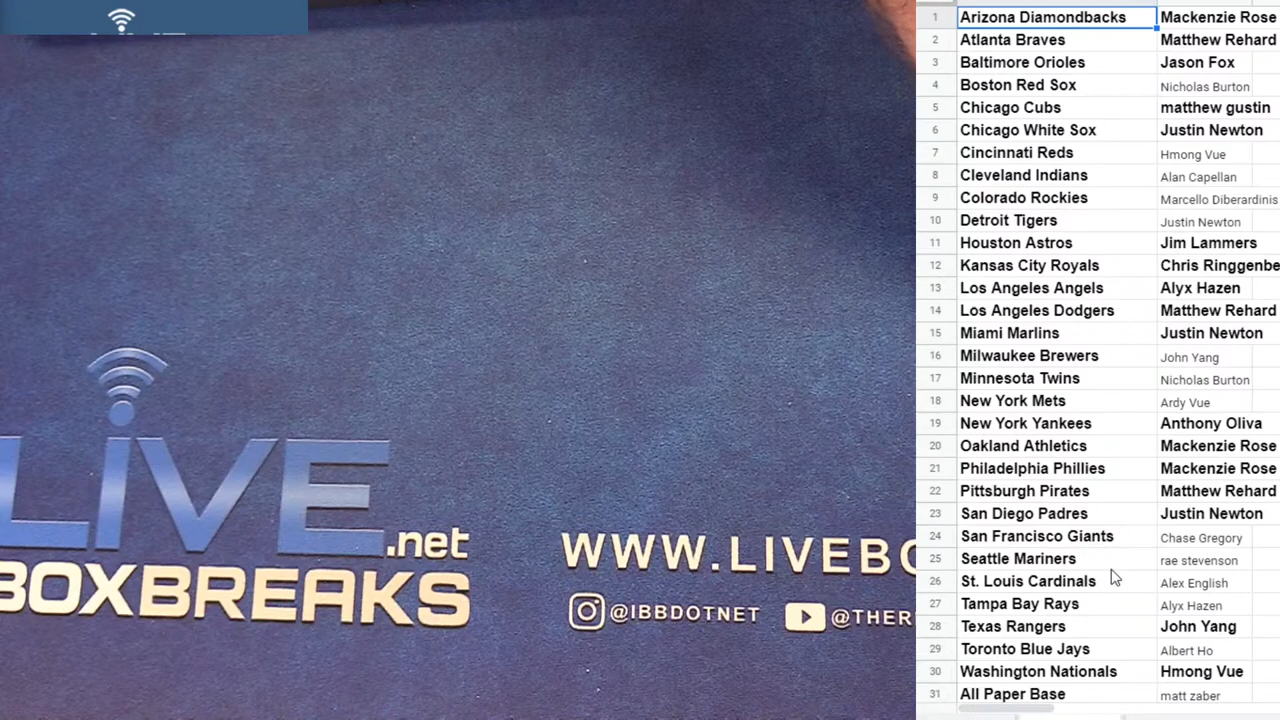 LiVE
.net
BOXBREAKS
WWW.LIVEBO
@IBBDOTNET
@THER
1 Arizona Diamondbacks Mackenzie Rose
2 Atlanta Braves Matthew Rehard
3 Baltimore Orioles Jason Fox
4 Boston Red Sox Nicholas Burton
5 Chicago Cubs matthew gustin
6 Chicago White Sox Justin Newton
7 Cincinnati Reds Hmong Vue
8 Cleveland Indians Alan Capellan
9 Colorado Rockies Marcello Diberardinis
10 Detroit Tigers Justin Newton
11 Houston Astros Jim Lammers
12 Kansas City Royals Chris Ringgenbe
13 Los Angeles Angels Alyx Hazen
14 Los Angeles Dodgers Matthew Rehard
15 Miami Marlins Justin Newton
16 Milwaukee Brewers John Yang
17 Minnesota Twins Nicholas Burton
18 New York Mets Ardy Vue
19 New York Yankees Anthony Oliva
20 Oakland Athletics Mackenzie Rose
21 Philadelphia Phillies Mackenzie Rose
22 Pittsburgh Pirates Matthew Rehard
23 San Diego Padres Justin Newton
24 San Francisco Giants Chase Gregory
25 Seattle Mariners rae stevenson
26 St. Louis Cardinals Alex English
27 Tampa Bay Rays Alyx Hazen
28 Texas Rangers John Yang
29 Toronto Blue Jays Albert Ho
30 Washington Nationals Hmong Vue
31 All Paper Base matt zaber